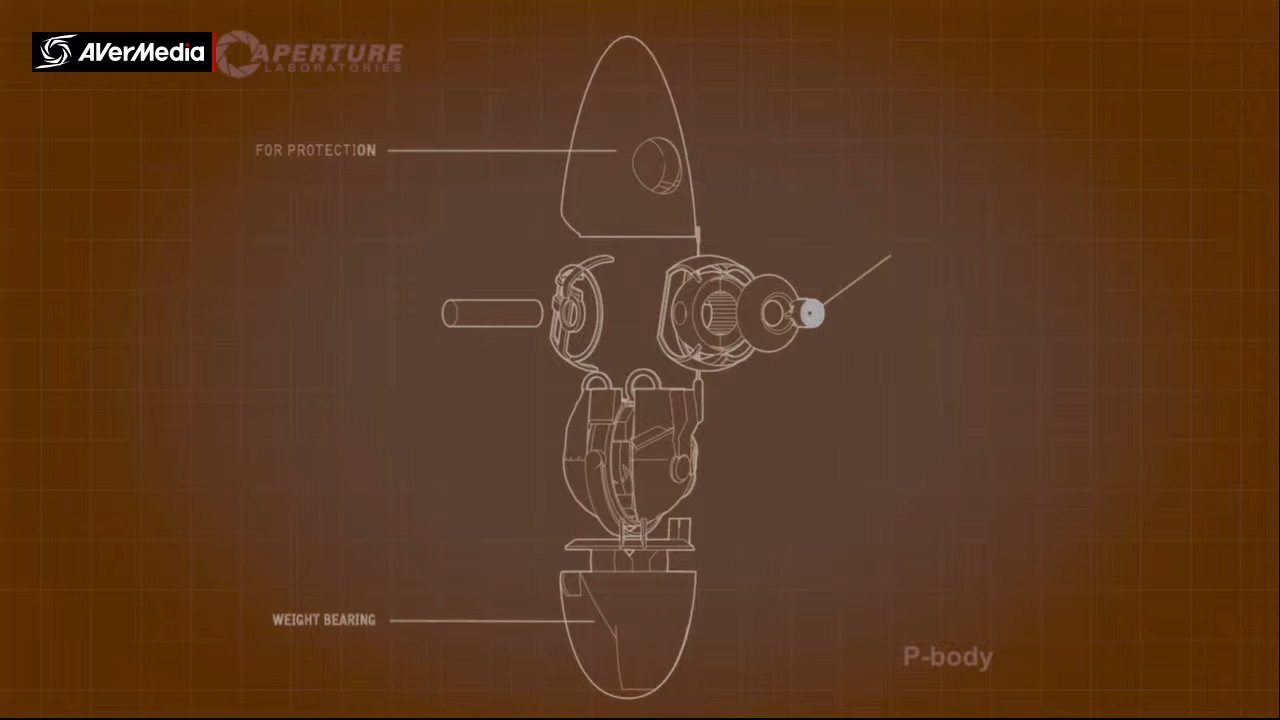 AVerMedia
APERTURE
LABORATORIES
FOR PROTECTION
WEIGHT BEARING
P-body